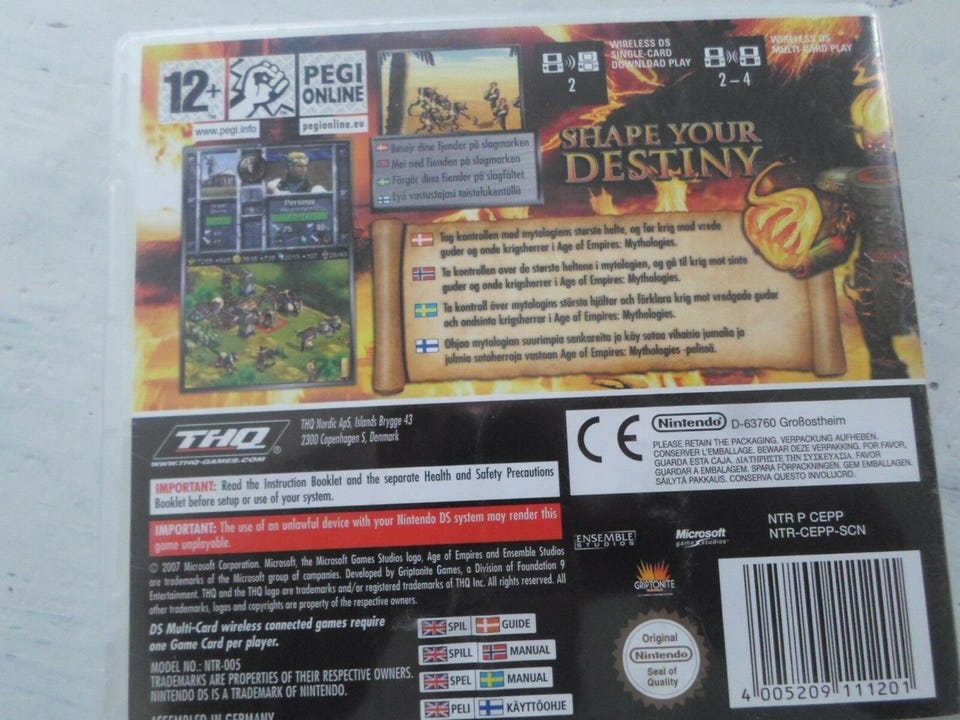 12+
www.pegi.info
PEGI
ONLINE
pegionline.eu
WIRELESS DS
SINGLE-CARD
DOWNLOAD PLAY
2
WIRELESS DS
MULTI-CARD PLAY
2-4
SHAPE YOUR
DESTINY
Besejr dine fjender på slagmarken
Mei ned fienden på slagmarken
Förgör dina fiender på slagfältet
Lyö vastustajasi taistelukentällä
Perseus
Tag kontrollen med mytologiens største helte, og før krig mod vrede
guder og onde krigsherrer i Age of Empires: Mythologies.
Ta kontrollen over de største heltene i mytologien, og gå til krig mot sinte
guder og onde krigsherrer i Age of Empires: Mythologies.
Ta kontroll över mytologins största hjältar och förklara krig mot vredgade gudar
och ondsinta krigsherrar i Age of Empires: Mythologies.
Ohjaa mytologian suurimpia sankareita ja käy sotaa vihaisia jumalia ja
julmia sotaherroja vastaan Age of Empires: Mythologies -pelissä.
THQ
WWW.THQ-GAMES.COM
THQ Nordic ApS, Islands Brygge 43
2300 Copenhagen S, Denmark
CE Nintendo D-63760 Großostheim
PLEASE RETAIN THE PACKAGING. VERPACKUNG AUFHEBEN.
CONSERVER L'EMBALLAGE. BEWAAR DEZE VERPAKKING. POR FAVOR,
GUARDA ESTA CAJA. ΔΙΑΤΗΡΗΣΤΕ ΤΗ ΣΥΣΚΕΥΑΣΙΑ. POR FAVOR
GUARDAR A EMBALAGEM. SPARA FÖRPACKNINGEN. GEM EMBALLAGEN.
SÄILYTÄ PAKKAUS. CONSERVA QUESTO INVOLUCRO.
IMPORTANT: Read the Instruction Booklet and the separate Health and Safety Precautions
Booklet before setup or use of your system.
IMPORTANT: The use of an unlawful device with your Nintendo DS system may render this
game unplayable.
© 2007 Microsoft Corporation. Microsoft, the Microsoft Games Studios logo, Age of Empires and Ensemble Studios
are trademarks of the Microsoft group of companies. Developed by Griptonite Games, a Division of Foundation 9
Entertainment. THQ and the THQ logo are trademarks and/or registered trademarks of THQ Inc. All rights reserved. All
other trademarks, logos and copyrights are property of the respective owners.
DS Multi-Card wireless connected games require
one Game Card per player.
MODEL NO.: NTR-005
TRADEMARKS ARE PROPERTIES OF THEIR RESPECTIVE OWNERS.
NINTENDO DS IS A TRADEMARK OF NINTENDO.
ASSEMBLED IN GERMANY
SPIL GUIDE
SPILL MANUAL
SPEL MANUAL
PELI KÄYTTÖOHJE
ENSEMBLE
STUDIOS
Microsoft
game studios
NTR P CEPP
NTR-CEPP-SCN
GRIPTONITE
Original
Nintendo
Seal of
Quality
4 005209 111201